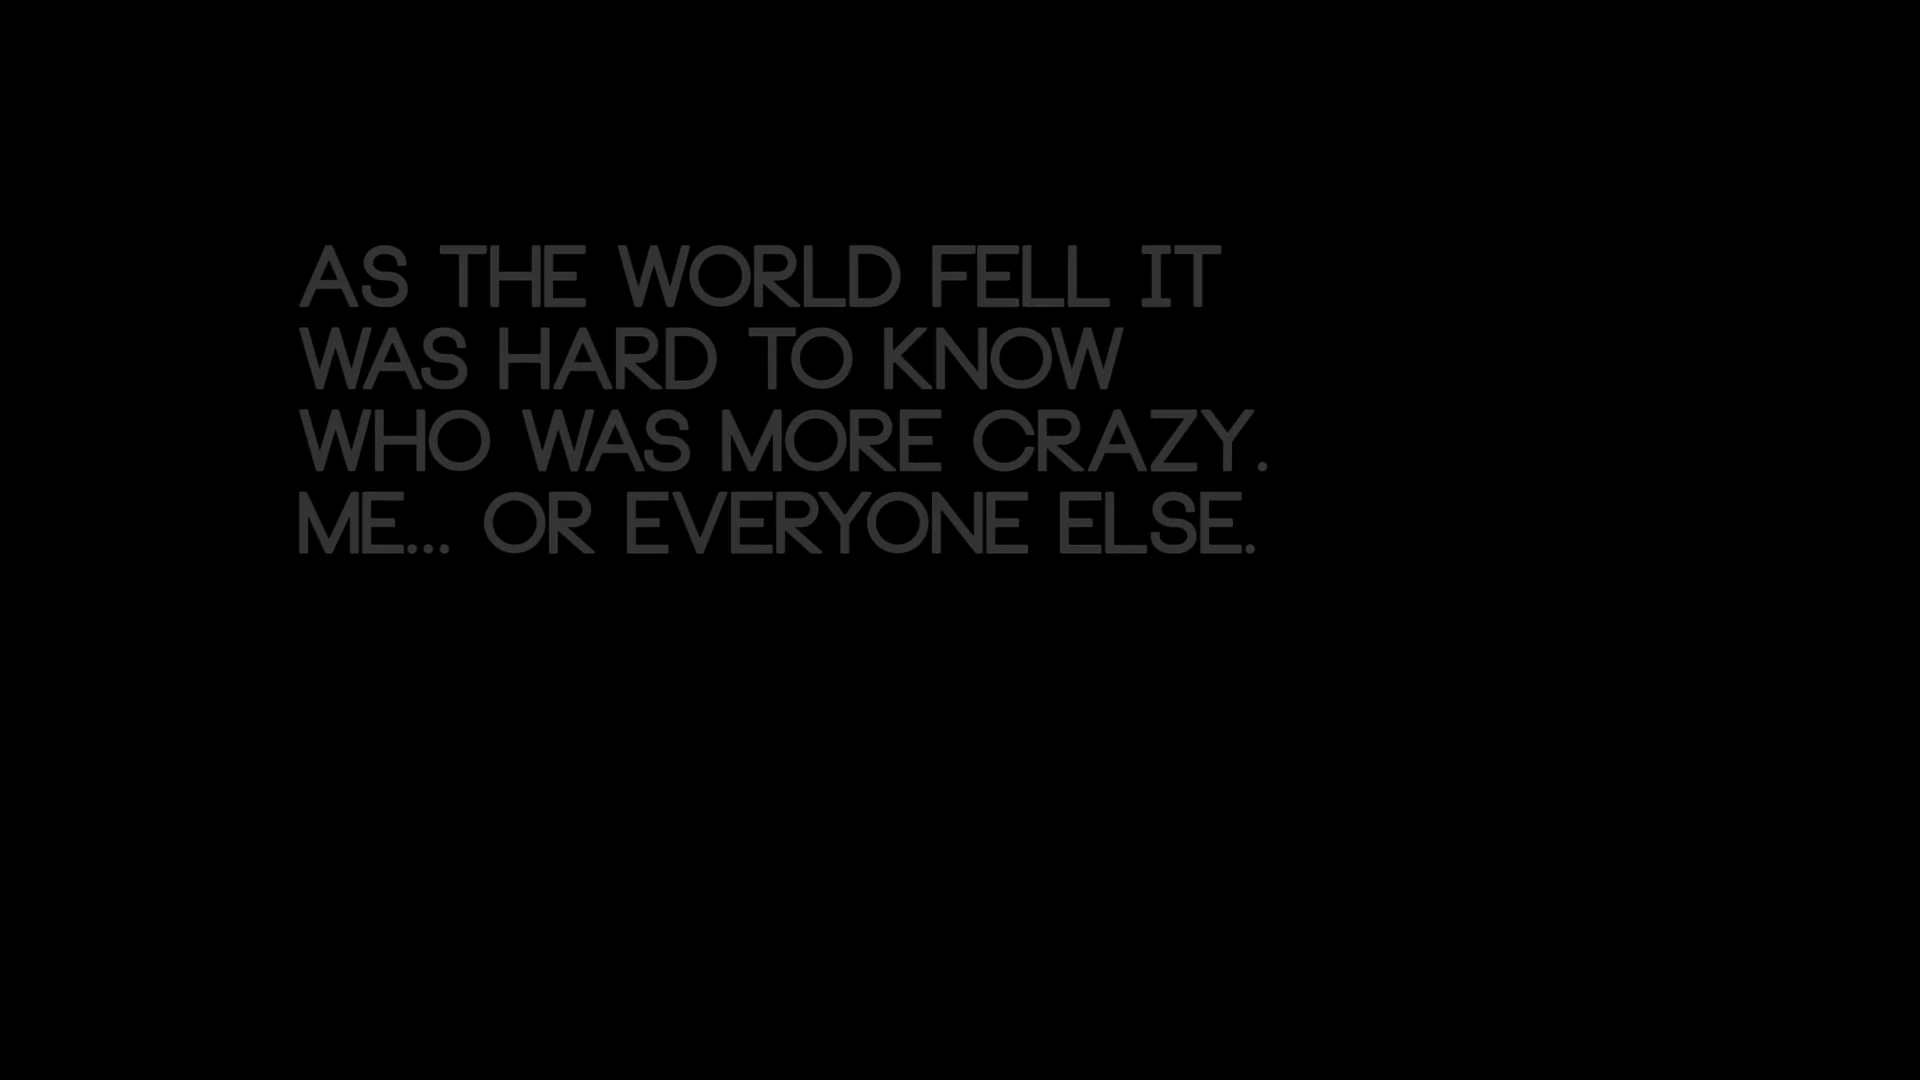 AS THE WORLD FELL IT
WAS HARD TO KNOW
WHO WAS MORE CRAZY.
ME... OR EVERYONE ELSE.